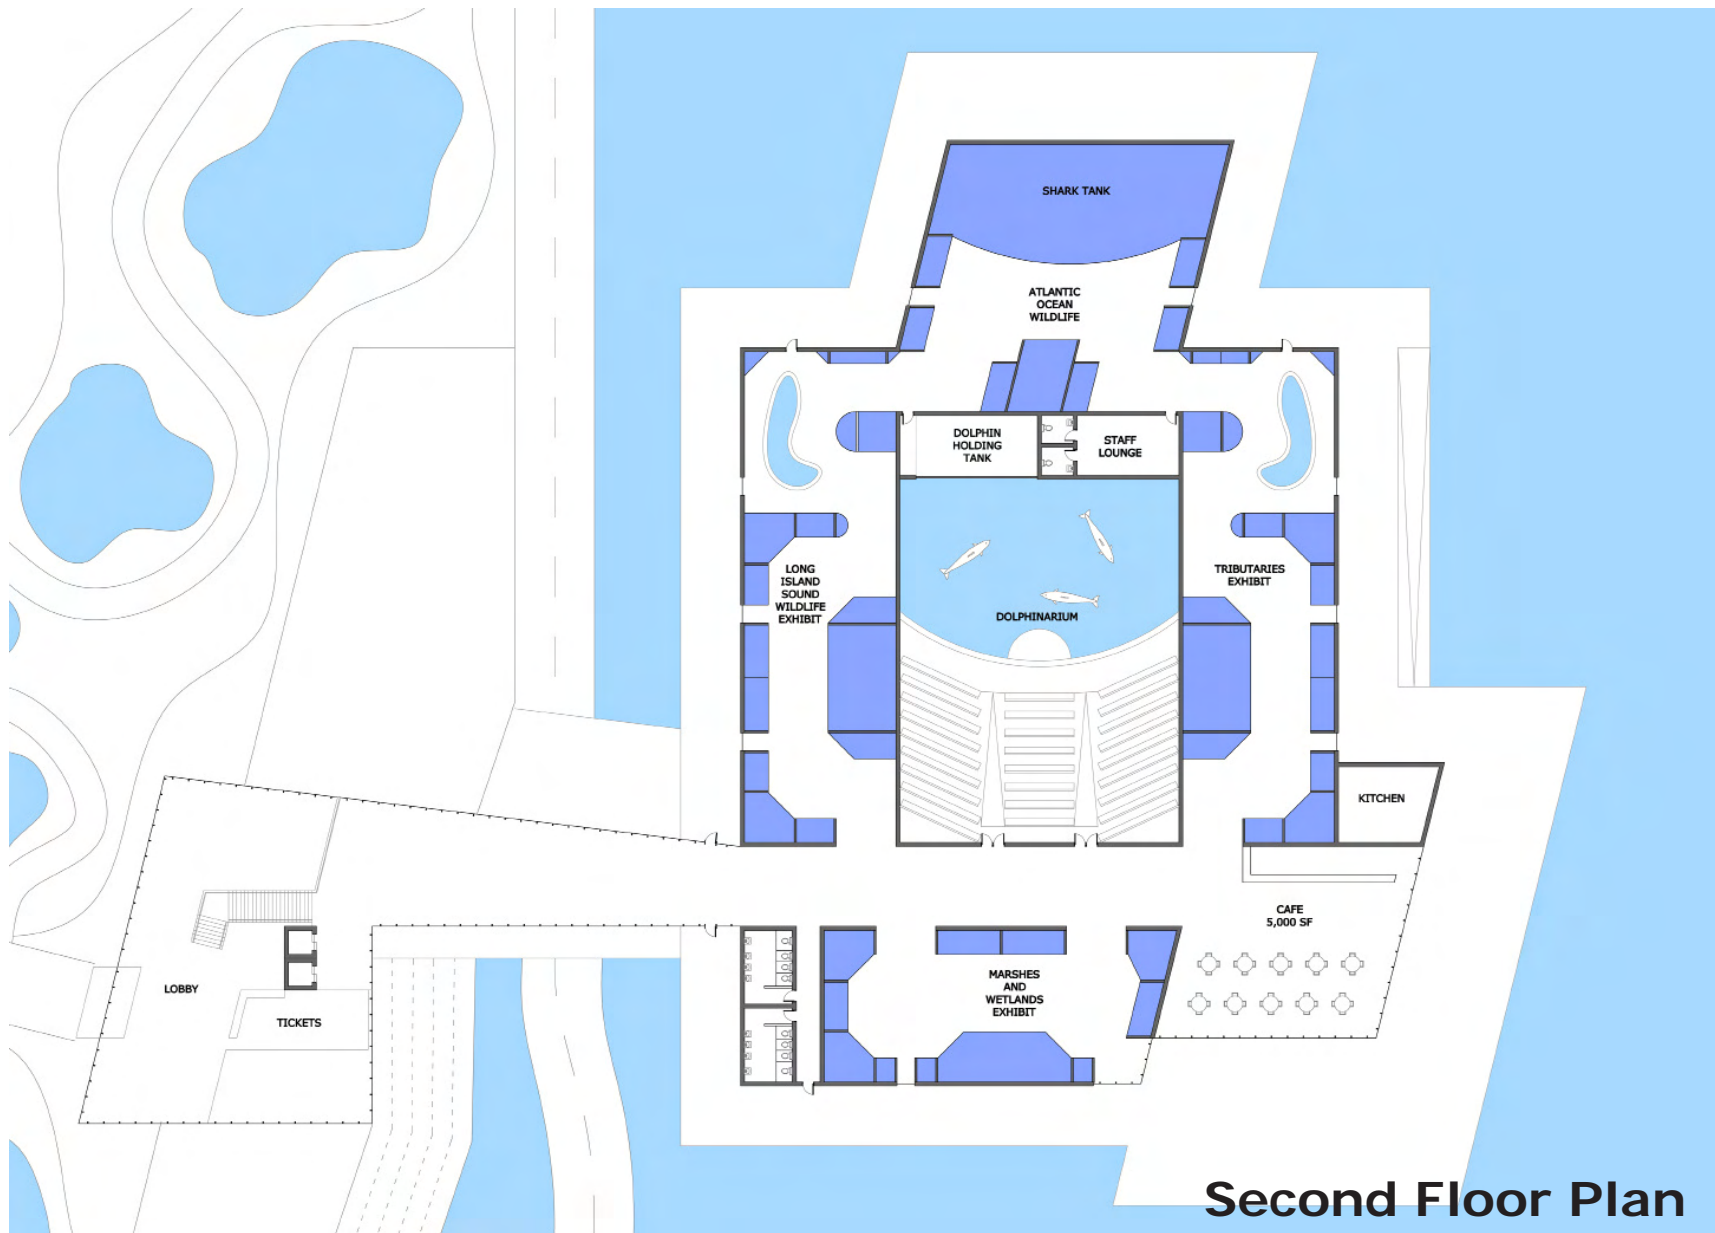 SHARK TANK
ATLANTIC
OCEAN
WILDLIFE
DOLPHIN
HOLDING
TANK
STAFF
LOUNGE
LONG
ISLAND
SOUND
WILDLIFE
EXHIBIT
TRIBUTARIES
EXHIBIT
DOLPHINARIUM
KITCHEN
CAFE
5,000 SF
LOBBY
TICKETS
MARSHES
AND
WETLANDS
EXHIBIT
Second Floor Plan